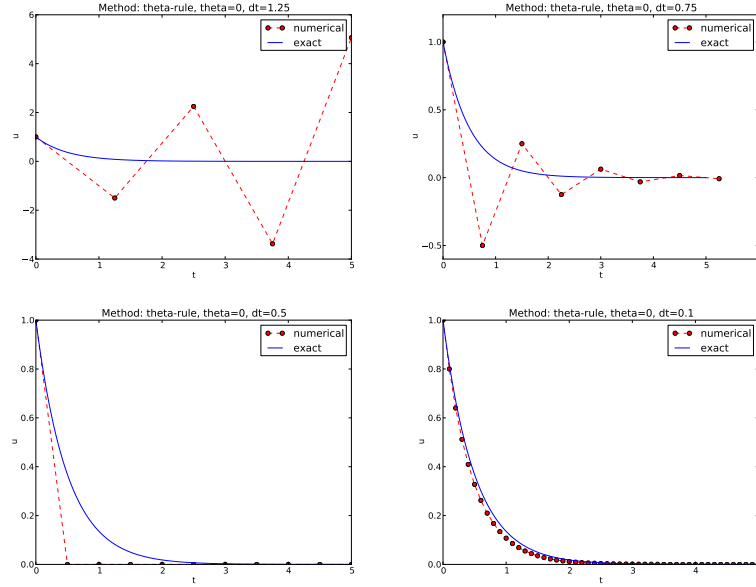 Method: theta-rule, theta=0, dt=1.25
numerical
exact
6
4
2
0
−2
−4
u
0 1 2 3 4 5
t
Method: theta-rule, theta=0, dt=0.75
numerical
exact
1.0
0.5
0.0
−0.5
u
0 1 2 3 4 5
t
Method: theta-rule, theta=0, dt=0.5
numerical
exact
1.0
0.8
0.6
0.4
0.2
0.0
u
0 1 2 3 4 5
t
Method: theta-rule, theta=0, dt=0.1
numerical
exact
1.0
0.8
0.6
0.4
0.2
0.0
u
0 1 2 3 4
t